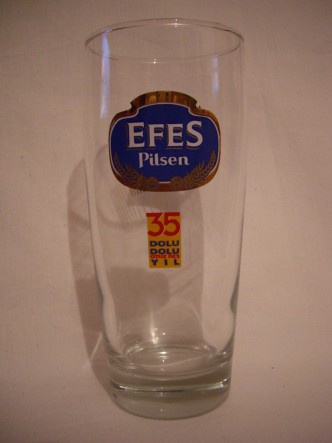 EFES
Pilsen
35
DOLU
DOLU
YIL